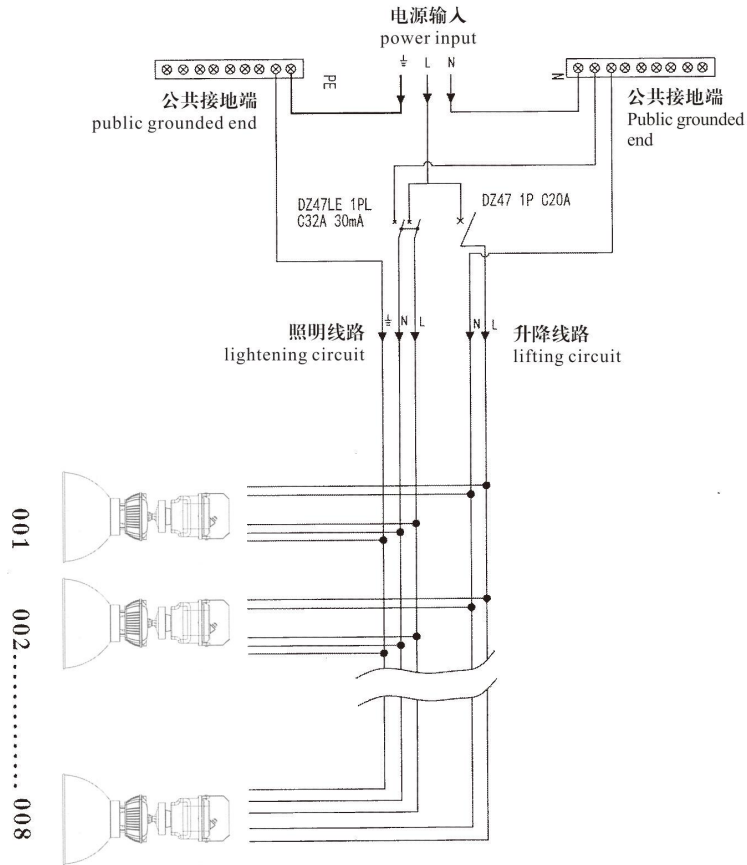 电源输入
power input
L N
PE
N
公共接地端
public grounded end
公共接地端
Public grounded
end
DZ47LE 1PL
C32A 30mA
DZ47 1P C20A
照明线路
lightening circuit
N L
N L
升降线路
lifting circuit
001
002..............008